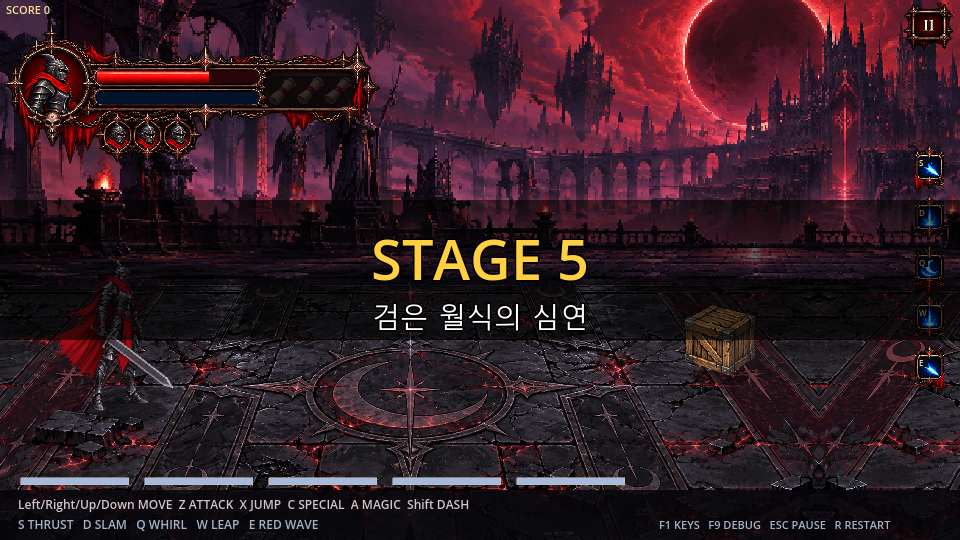 SCORE 0
S
D
Q
STAGE 5
검은 월식의 심연
W
E
Left/Right/Up/Down MOVE  Z ATTACK  X JUMP  C SPECIAL  A MAGIC  Shift DASH
S THRUST  D SLAM  Q WHIRL  W LEAP  E RED WAVE
F1 KEYS  F9 DEBUG  ESC PAUSE  R RESTART